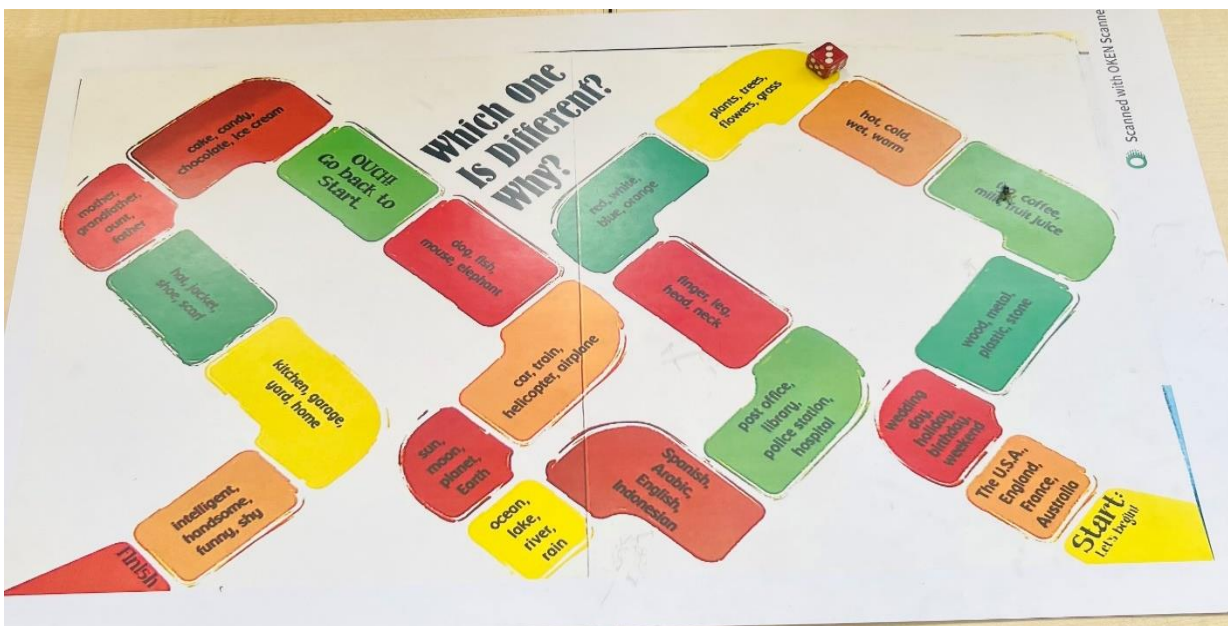 Which One
Is Different?
Why?
Start:
Let's begin!
The U.S.A.,
England,
France,
Australia
wedding
day,
holiday,
birthday,
weekend
wood, metal,
plastic, stone
coffee,
milk, fruit juice
hot, cold,
wet, warm
plants, trees,
flowers, grass
red, white,
blue, orange
finger, leg,
head, neck
post office,
library,
police station,
hospital
Spanish,
Arabic,
English,
Indonesian
ocean,
lake,
river,
rain
sun,
moon,
planet,
Earth
car, train,
helicopter, airplane
dog, fish,
mouse, elephant
OUCH!
Go back to
Start.
cake, candy,
chocolate, ice cream
mother,
grandfather,
aunt,
father
hat, jacket,
shoe, scarf
kitchen, garage,
yard, home
intelligent,
handsome,
funny, shy
Finish
Scanned with OKEN Scanne